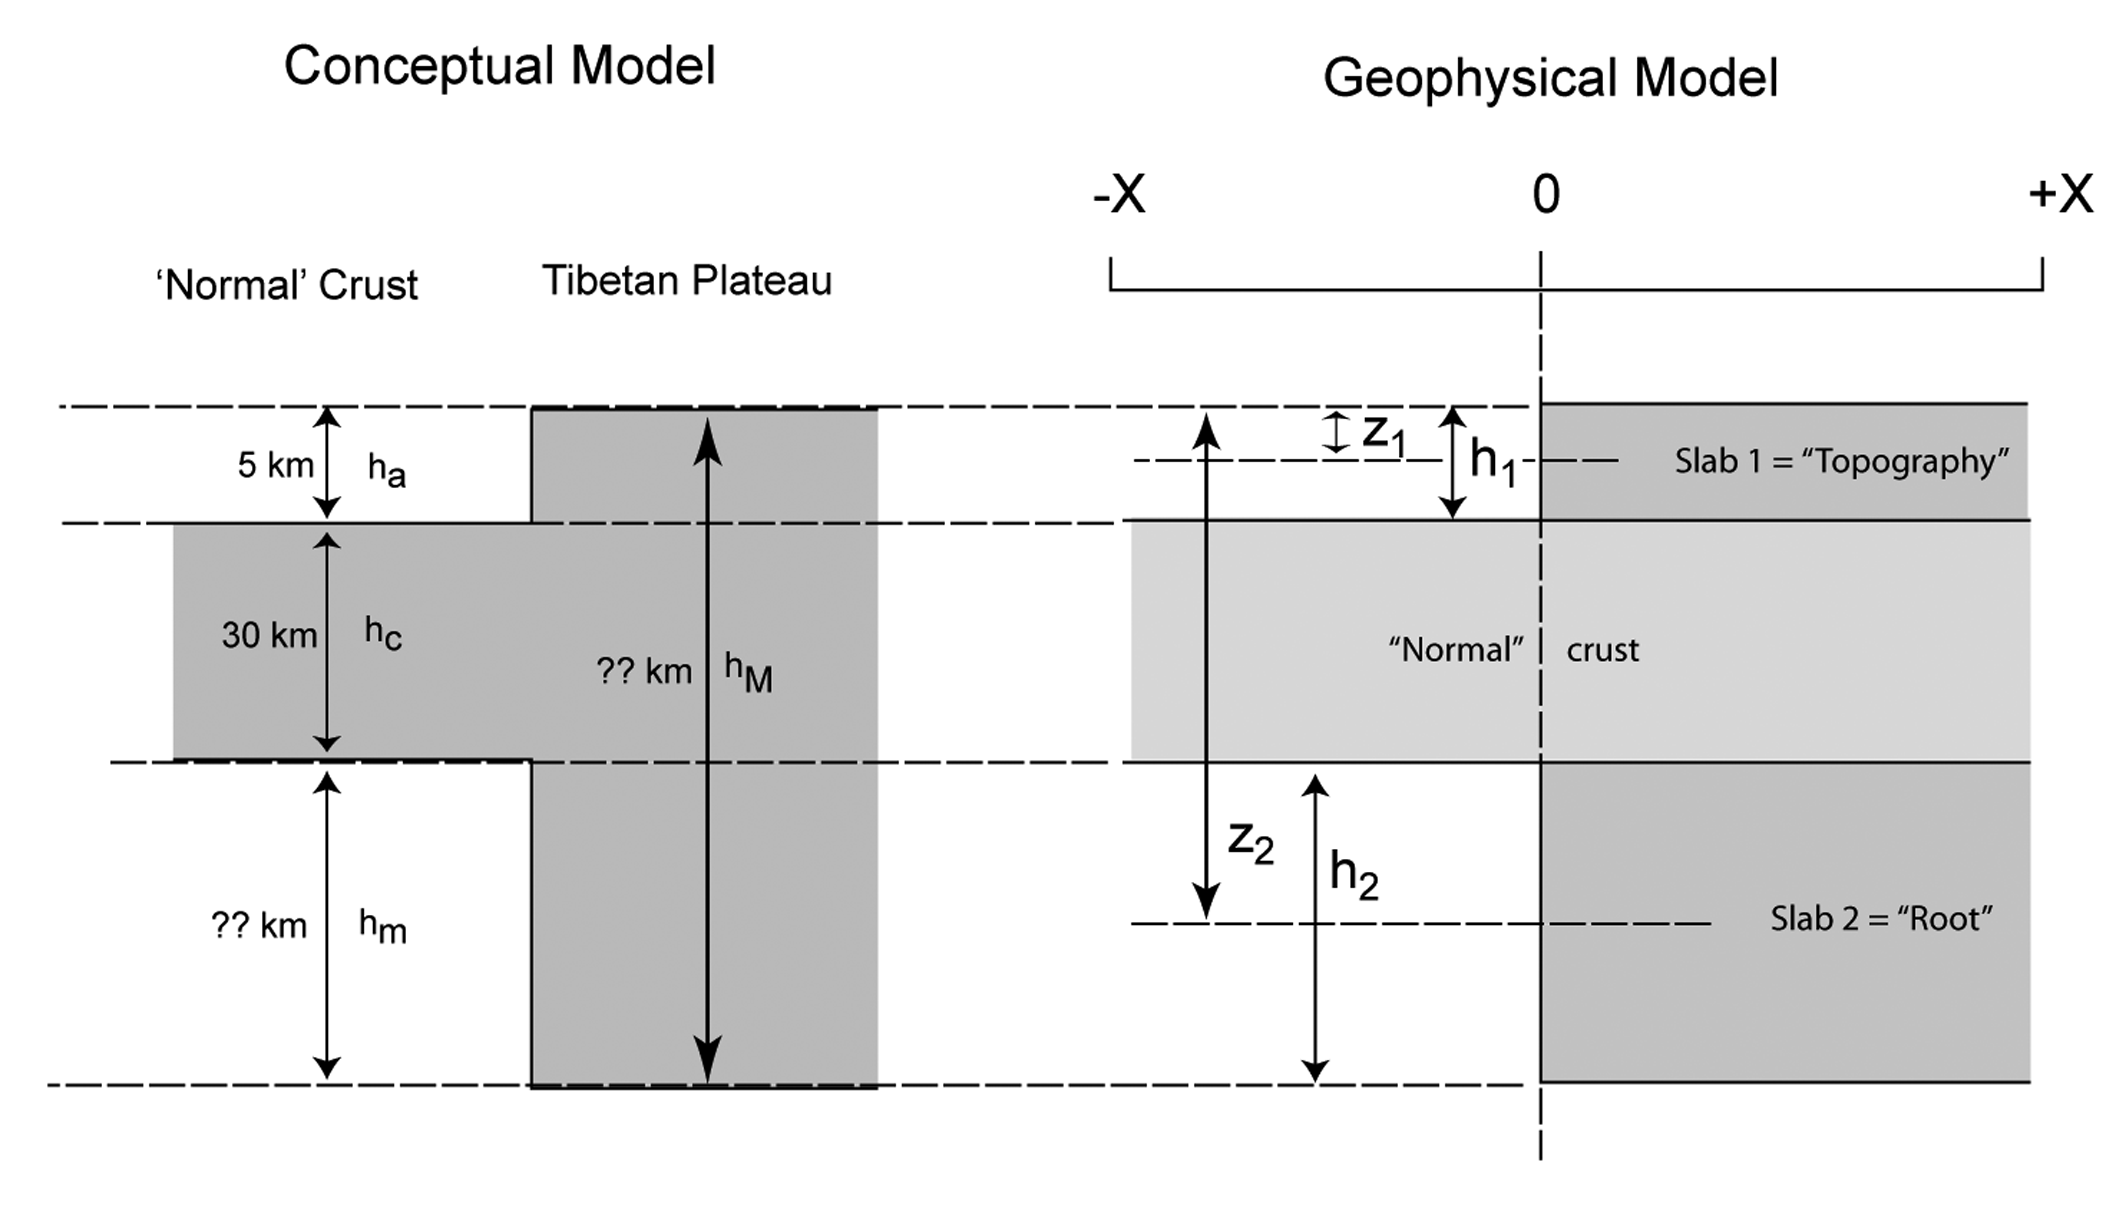 Conceptual Model
Geophysical Model
-X 0 +X
‘Normal’ Crust
Tibetan Plateau
5 km ha
30 km hc
?? km hM
?? km hm
z1
h1
Slab 1 = “Topography”
“Normal” crust
z2
h2
Slab 2 = “Root”